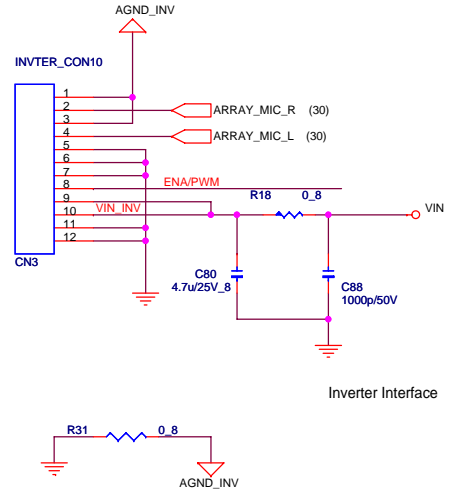 AGND_INV
INVTER_CON10
1
2
3
4
5
6
7
8
9
10
11
12
CN3
ARRAY_MIC_R (30)
ARRAY_MIC_L (30)
ENA/PWM
VIN_INV
R18 0_8
VIN
C80
4.7u/25V_8
C88
1000p/50V
Inverter Interface
R31 0_8
AGND_INV